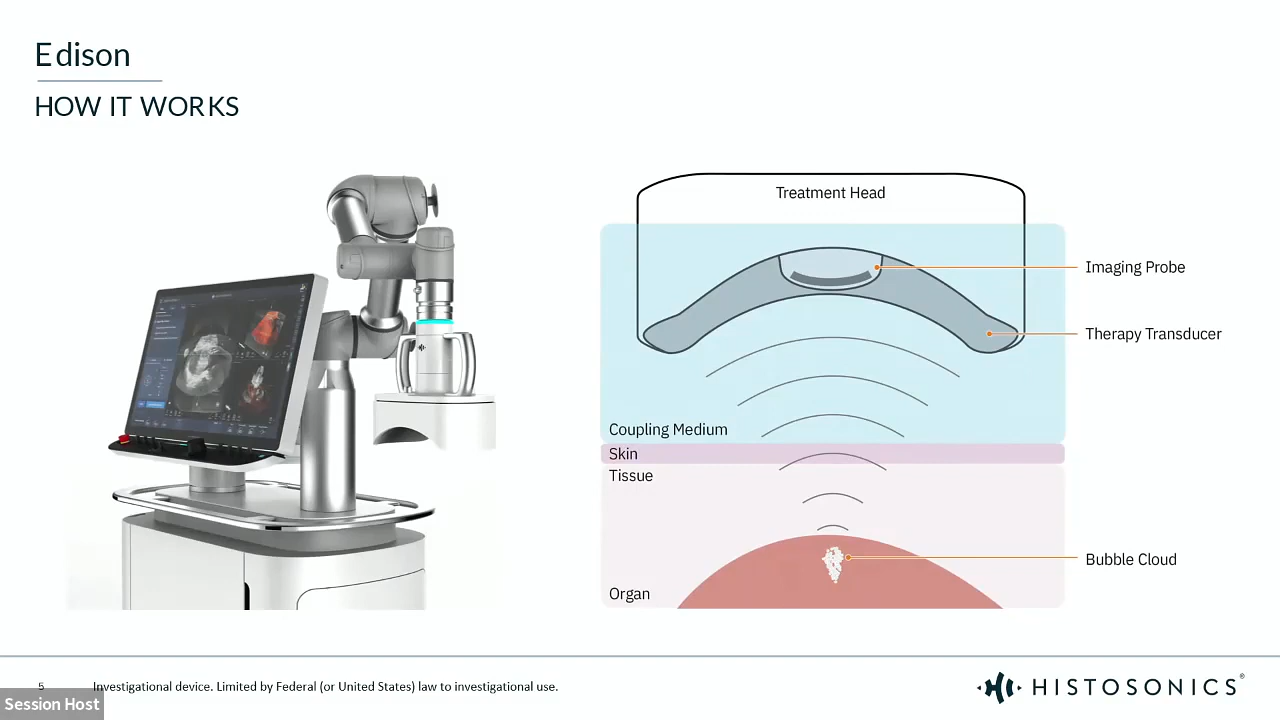 Edison
HOW IT WORKS
Treatment Head
Imaging Probe
Therapy Transducer
Coupling Medium
Skin
Tissue
Bubble Cloud
Organ
5
Investigational device. Limited by Federal (or United States) law to investigational use.
Session Host
HISTOSONICS®